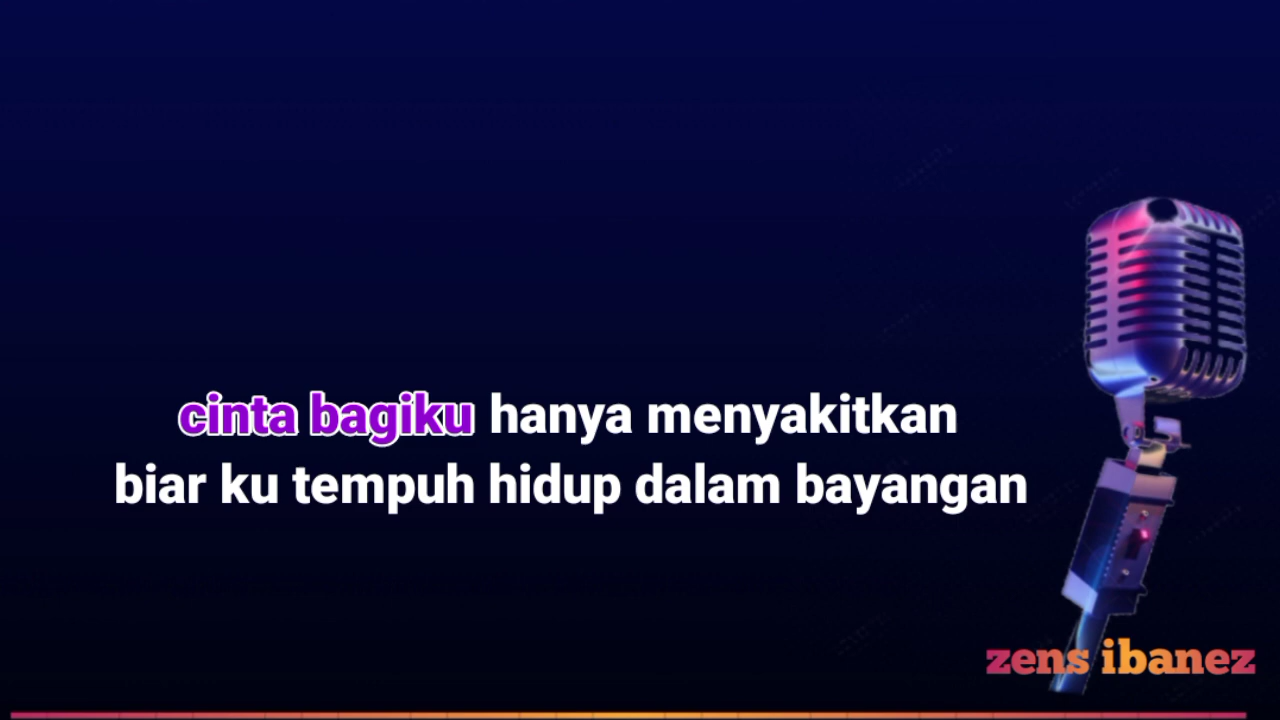 cinta bagiku hanya menyakitkan
biar ku tempuh hidup dalam bayangan
zens ibanez